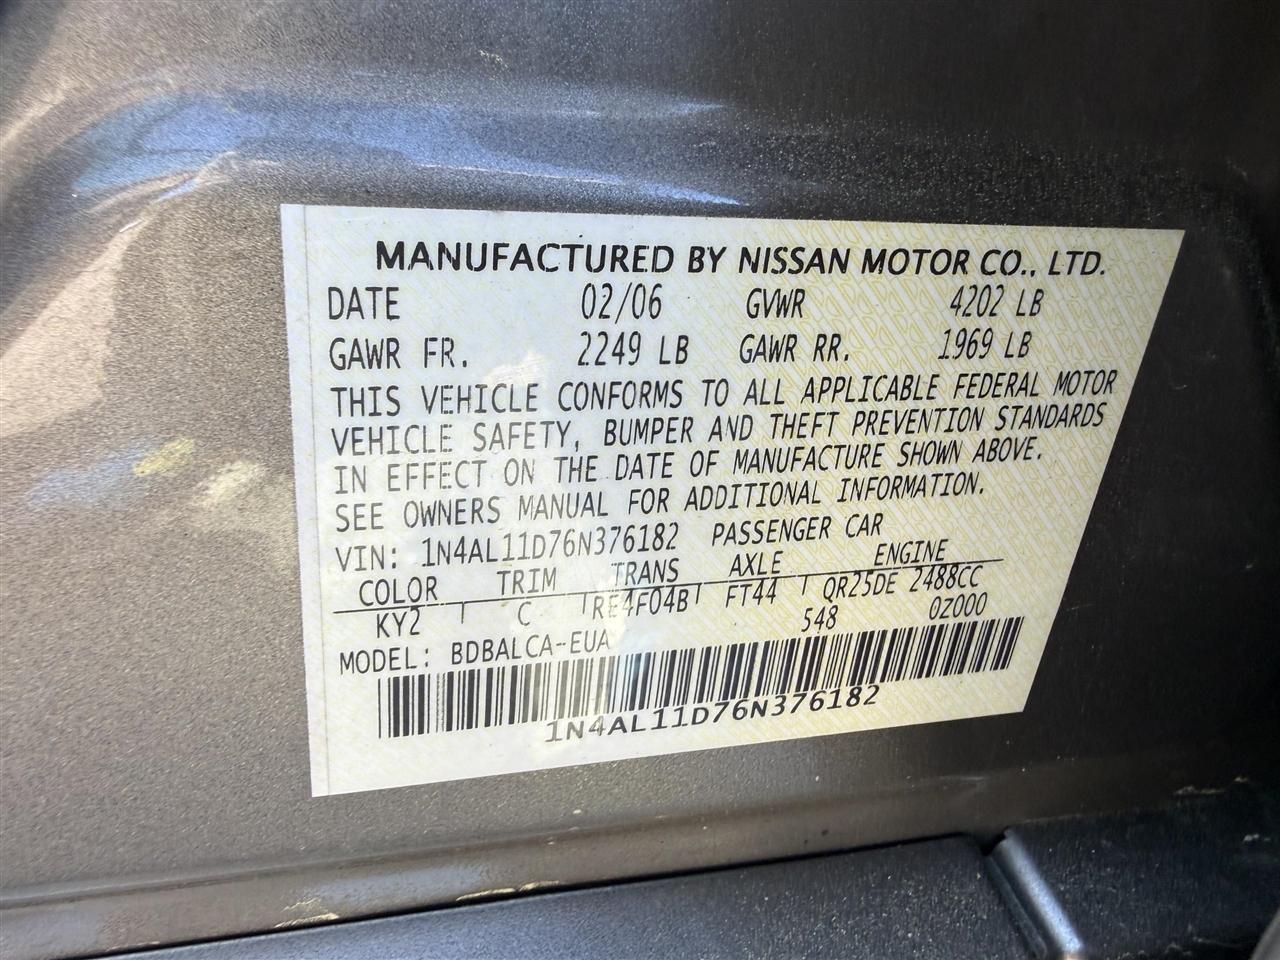 MANUFACTURED BY NISSAN MOTOR CO., LTD.
DATE 02/06 GVWR 4202 LB
GAWR FR. 2249 LB GAWR RR. 1969 LB
THIS VEHICLE CONFORMS TO ALL APPLICABLE FEDERAL MOTOR
VEHICLE SAFETY, BUMPER AND THEFT PREVENTION STANDARDS
IN EFFECT ON THE DATE OF MANUFACTURE SHOWN ABOVE.
SEE OWNERS MANUAL FOR ADDITIONAL INFORMATION.
VIN: 1N4AL11D76N376182 PASSENGER CAR
COLOR TRIM TRANS AXLE ENGINE
KY2 C RE4F04B FT44 QR25DE 2488CC
548 0Z000
MODEL: BDBALCA-EUA
1N4AL11D76N376182